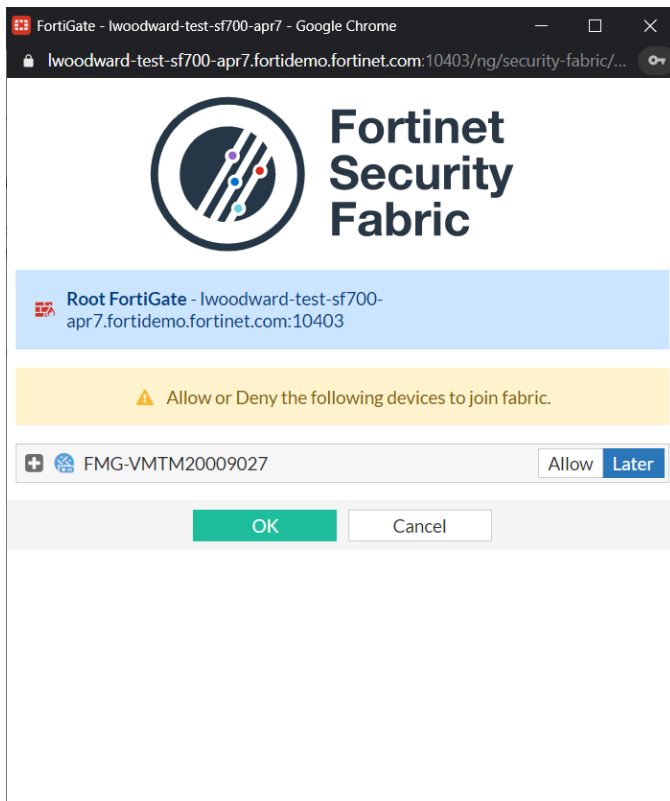 FortiGate - lwoodward-test-sf700-apr7 - Google Chrome
lwoodward-test-sf700-apr7.fortidemo.fortinet.com:10403/ng/security-fabric/...
Fortinet
Security
Fabric
Root FortiGate - lwoodward-test-sf700-
apr7.fortidemo.fortinet.com:10403
Allow or Deny the following devices to join fabric.
FMG-VMTM20009027 Allow Later
OK Cancel